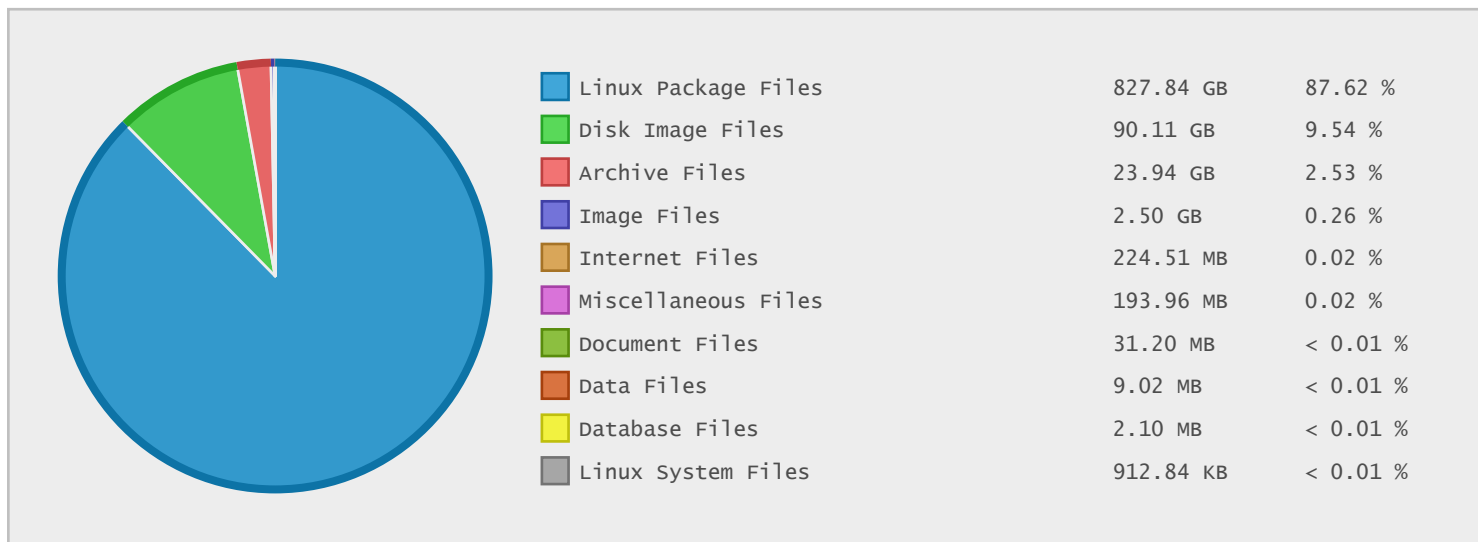 Linux Package Files 827.84 GB 87.62 %
Disk Image Files 90.11 GB 9.54 %
Archive Files 23.94 GB 2.53 %
Image Files 2.50 GB 0.26 %
Internet Files 224.51 MB 0.02 %
Miscellaneous Files 193.96 MB 0.02 %
Document Files 31.20 MB < 0.01 %
Data Files 9.02 MB < 0.01 %
Database Files 2.10 MB < 0.01 %
Linux System Files 912.84 KB < 0.01 %